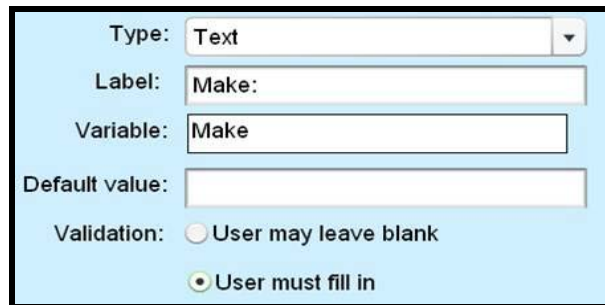 Type: Text
Label: Make:
Variable: Make
Default value:
Validation: User may leave blank
User must fill in